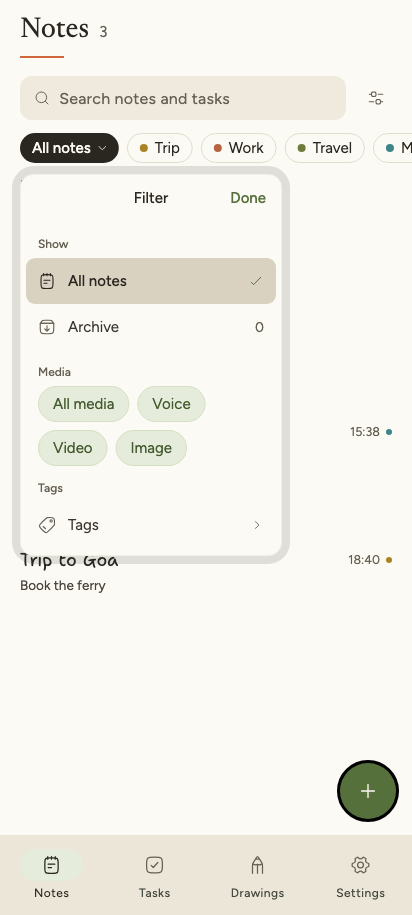 Notes 3
Search notes and tasks
All notes Trip Work Travel M
Filter Done
Show
All notes
Archive 0
Media
All media Voice
Video Image
15:38
Tags
Tags
Trip to Goa 18:40
Book the ferry
Notes Tasks Drawings Settings